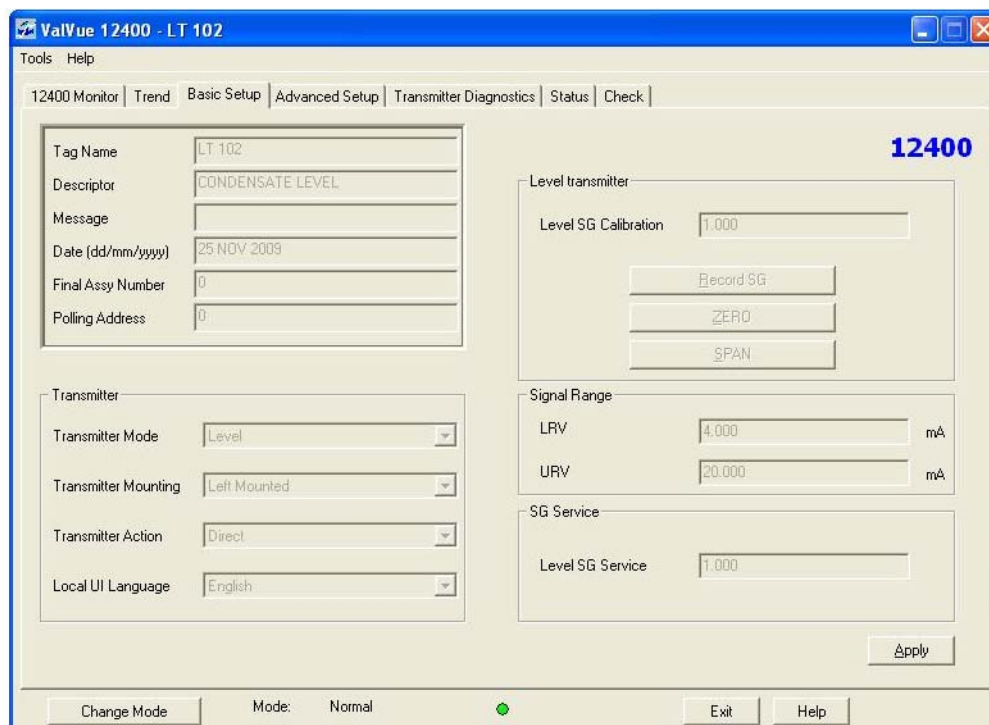 ValVue 12400 - LT 102
Tools Help
12400 Monitor Trend Basic Setup Advanced Setup Transmitter Diagnostics Status Check
12400
Tag Name LT 102
Descriptor CONDENSATE LEVEL
Message
Date (dd/mm/yyyy) 25 NOV 2009
Final Assy Number 0
Polling Address 0
Transmitter
Transmitter Mode Level
Transmitter Mounting Left Mounted
Transmitter Action Direct
Local UI Language English
Level transmitter
Level SG Calibration 1.000
Record SG
ZERO
SPAN
Signal Range
LRV 4.000 mA
URV 20.000 mA
SG Service
Level SG Service 1.000
Apply
Change Mode Mode: Normal Exit Help